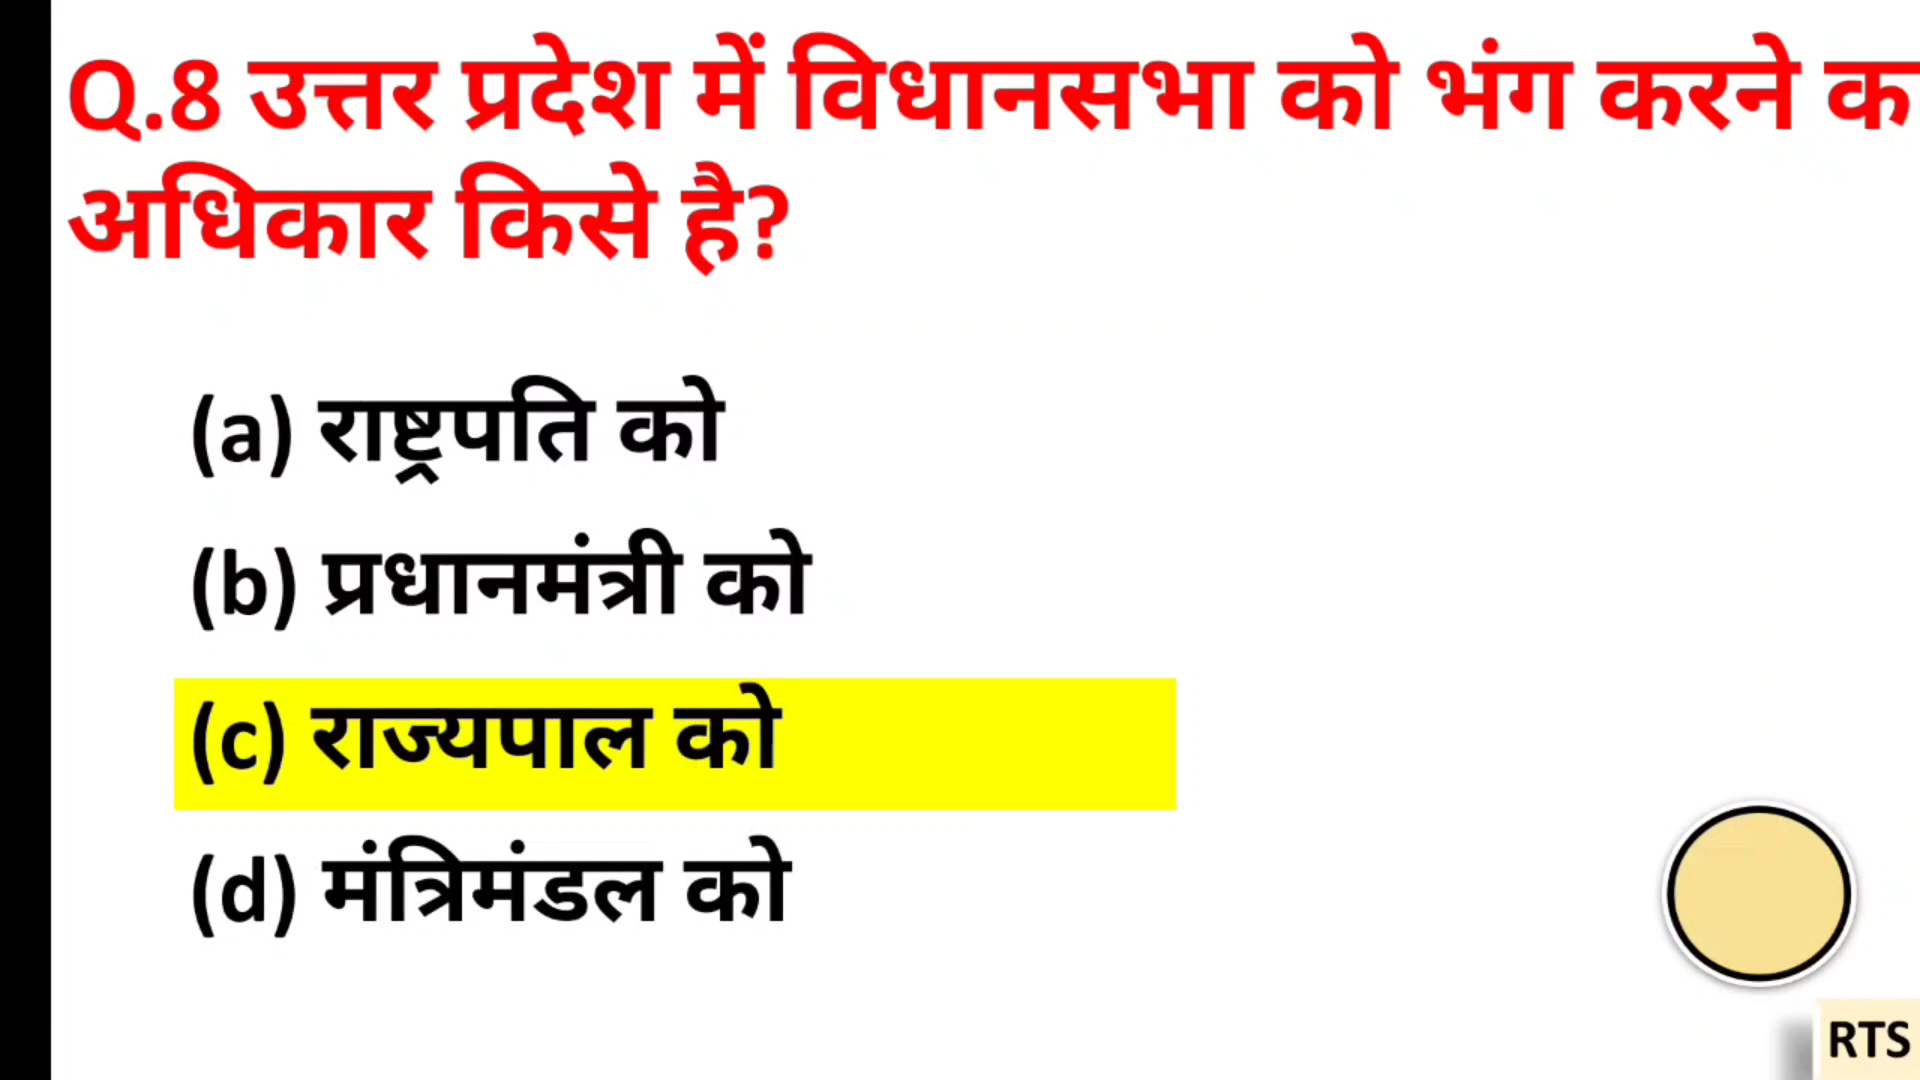 Q.8 उत्तर प्रदेश में विधानसभा को भंग करने क
अधिकार किसे है?
(a) राष्ट्रपति को
(b) प्रधानमंत्री को
(c) राज्यपाल को
(d) मंत्रिमंडल को
RTS